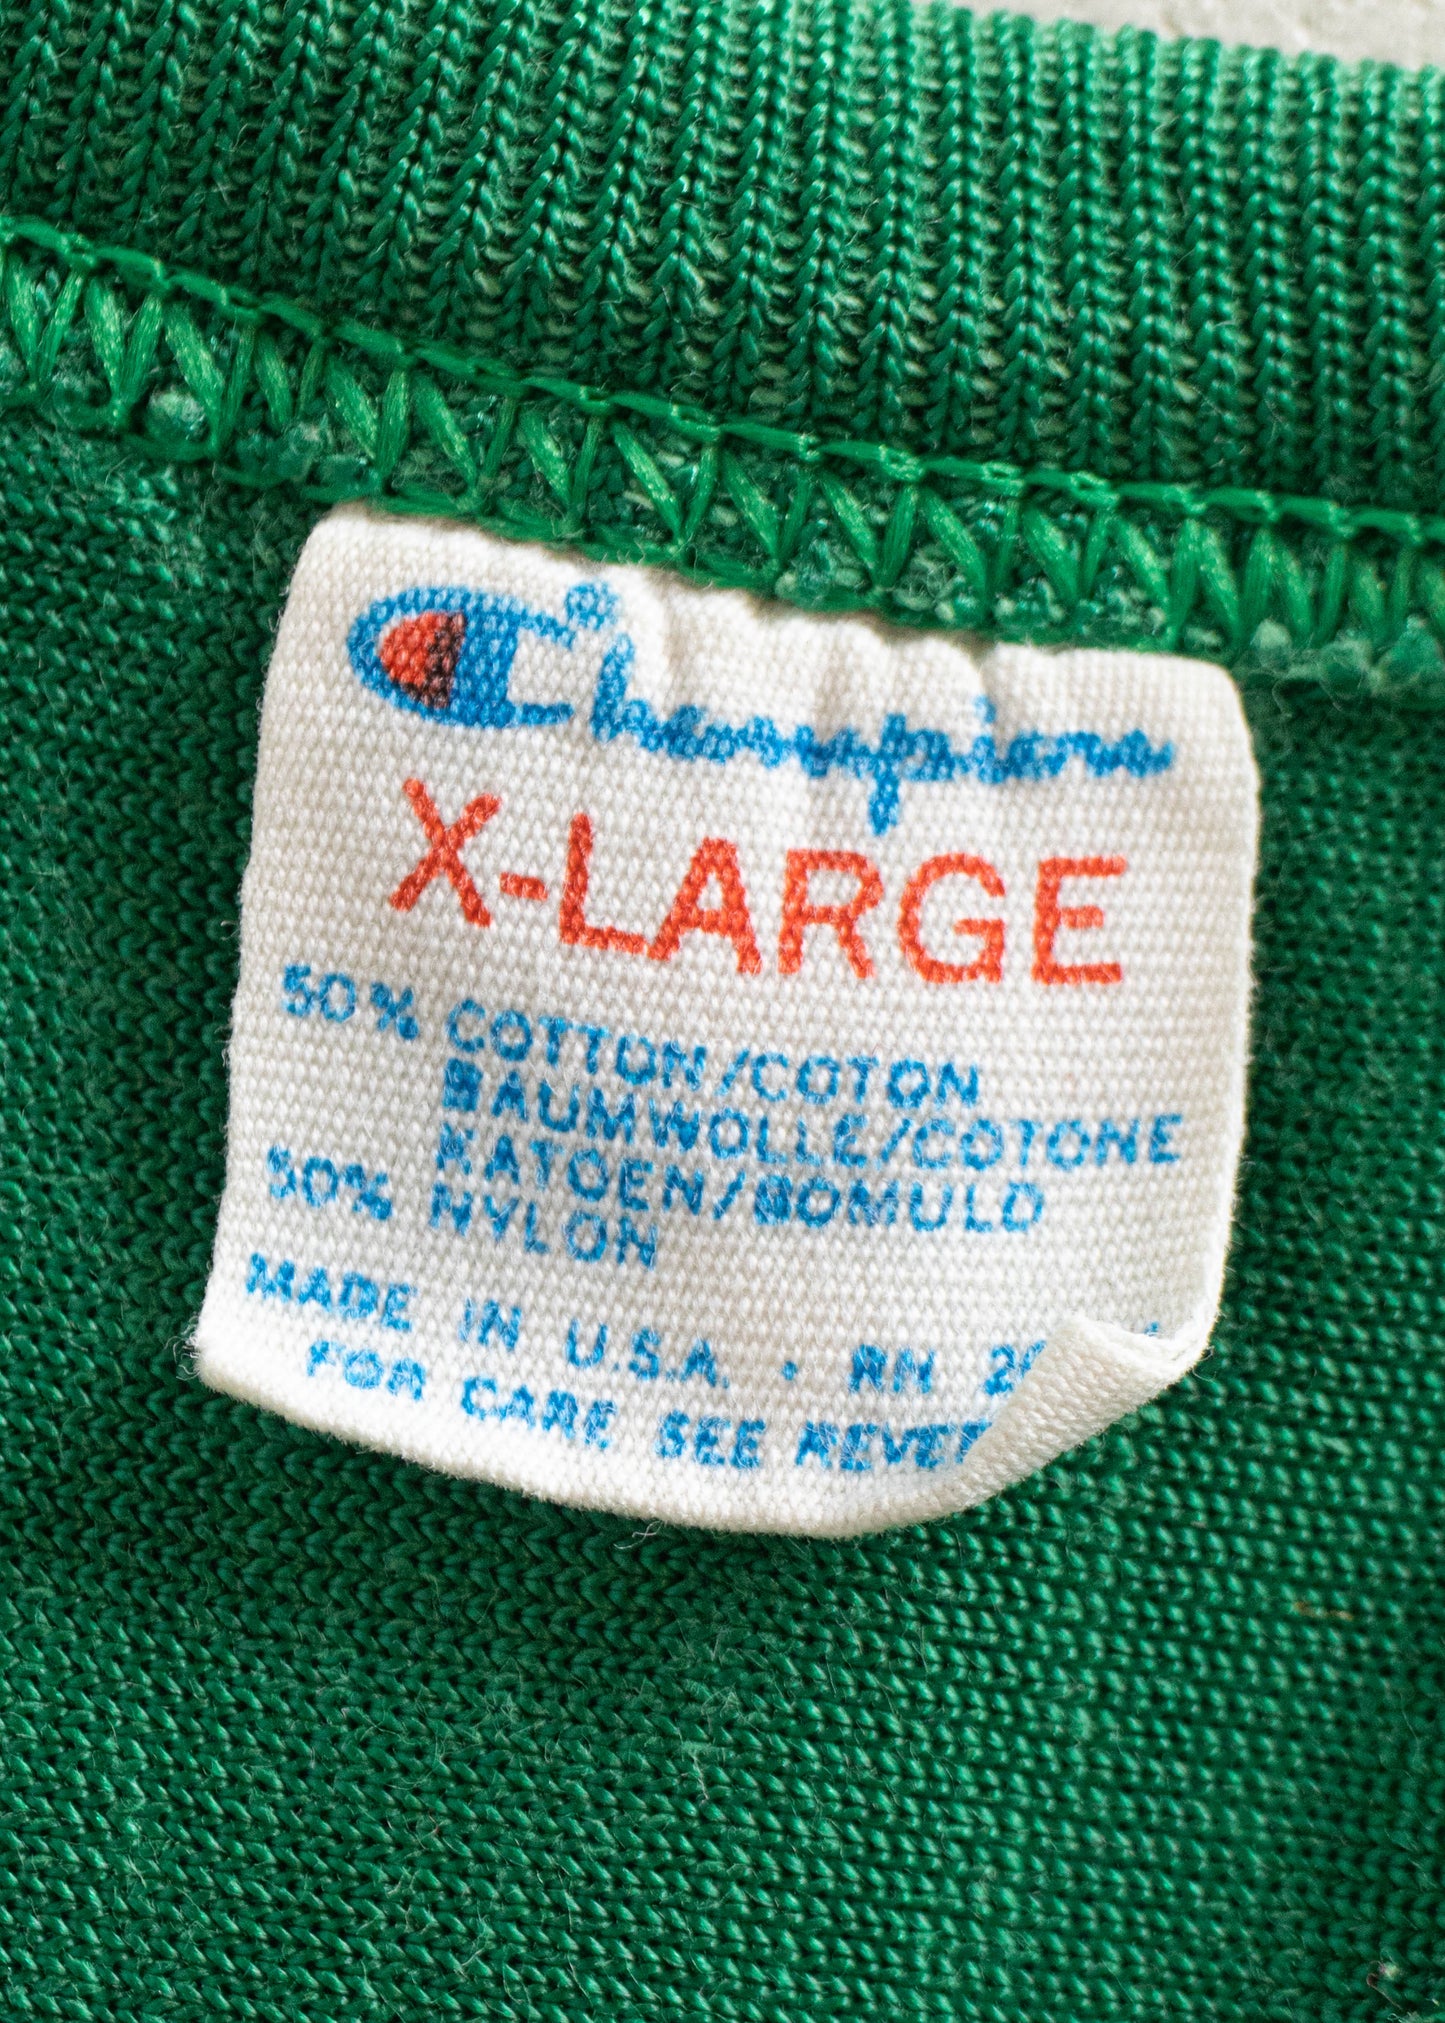 Champion
X-LARGE
50% COTTON/COTON
BAUMWOLLE/COTONE
KATOEN/BOMULD
50% NYLON
MADE IN U.S.A. • RN
FOR CARE SEE